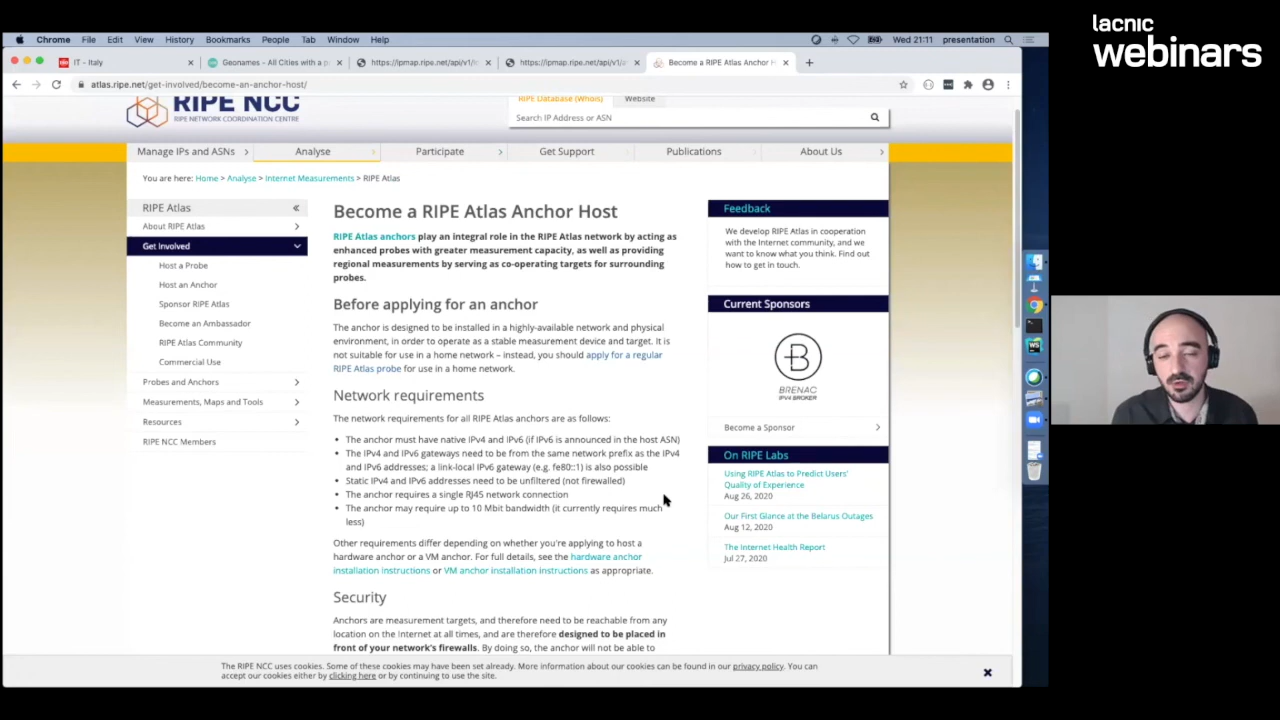 lacnic
webinars
Chrome File Edit View History Bookmarks People Tab Window Help
Wed 21:11 presentation
IT - Italy
Geonames - All Cities with a p
https://ipmap.ripe.net/api/v1/
https://ipmap.ripe.net/api/v1/
Become a RIPE Atlas Anchor H
atlas.ripe.net/get-involved/become-an-anchor-host/
RIPE NCC
RIPE NETWORK COORDINATION CENTRE
RIPE Database (Whois) Website
Search IP Address or ASN
Manage IPs and ASNs
Analyse
Participate
Get Support
Publications
About Us
You are here: Home > Analyse > Internet Measurements > RIPE Atlas
RIPE Atlas
About RIPE Atlas
Get Involved
Host a Probe
Host an Anchor
Sponsor RIPE Atlas
Become an Ambassador
RIPE Atlas Community
Commercial Use
Probes and Anchors
Measurements, Maps and Tools
Resources
RIPE NCC Members
Become a RIPE Atlas Anchor Host
RIPE Atlas anchors play an integral role in the RIPE Atlas network by acting as
enhanced probes with greater measurement capacity, as well as providing
regional measurements by serving as co-operating targets for surrounding
probes.
Before applying for an anchor
The anchor is designed to be installed in a highly-available network and physical
environment, in order to operate as a stable measurement device and target. It is
not suitable for use in a home network – instead, you should apply for a regular
RIPE Atlas probe for use in a home network.
Network requirements
The network requirements for all RIPE Atlas anchors are as follows:
• The anchor must have native IPv4 and IPv6 (if IPv6 is announced in the host ASN)
• The IPv4 and IPv6 gateways need to be from the same network prefix as the IPv4
and IPv6 addresses; a link-local IPv6 gateway (e.g. fe80::1) is also possible
• Static IPv4 and IPv6 addresses need to be unfiltered (not firewalled)
• The anchor requires a single RJ45 network connection
• The anchor may require up to 10 Mbit bandwidth (it currently requires much
less)
Other requirements differ depending on whether you're applying to host a
hardware anchor or a VM anchor. For full details, see the hardware anchor
installation instructions or VM anchor installation instructions as appropriate.
Security
Anchors are measurement targets, and therefore need to be reachable from any
location on the Internet at all times, and are therefore designed to be placed in
front of your network's firewalls. By doing so, the anchor will not be able to
Feedback
We develop RIPE Atlas in cooperation
with the Internet community, and we
want to know what you think. Find out
how to get in touch.
Current Sponsors
BRENAC
IPV4 BROKER
Become a Sponsor
On RIPE Labs
Using RIPE Atlas to Predict Users'
Quality of Experience
Aug 26, 2020
Our First Glance at the Belarus Outages
Aug 12, 2020
The Internet Health Report
Jul 27, 2020
The RIPE NCC uses cookies. Some of these cookies may have been set already. More information about our cookies can be found in our privacy policy. You can
accept our cookies either by clicking here or by continuing to use the site.